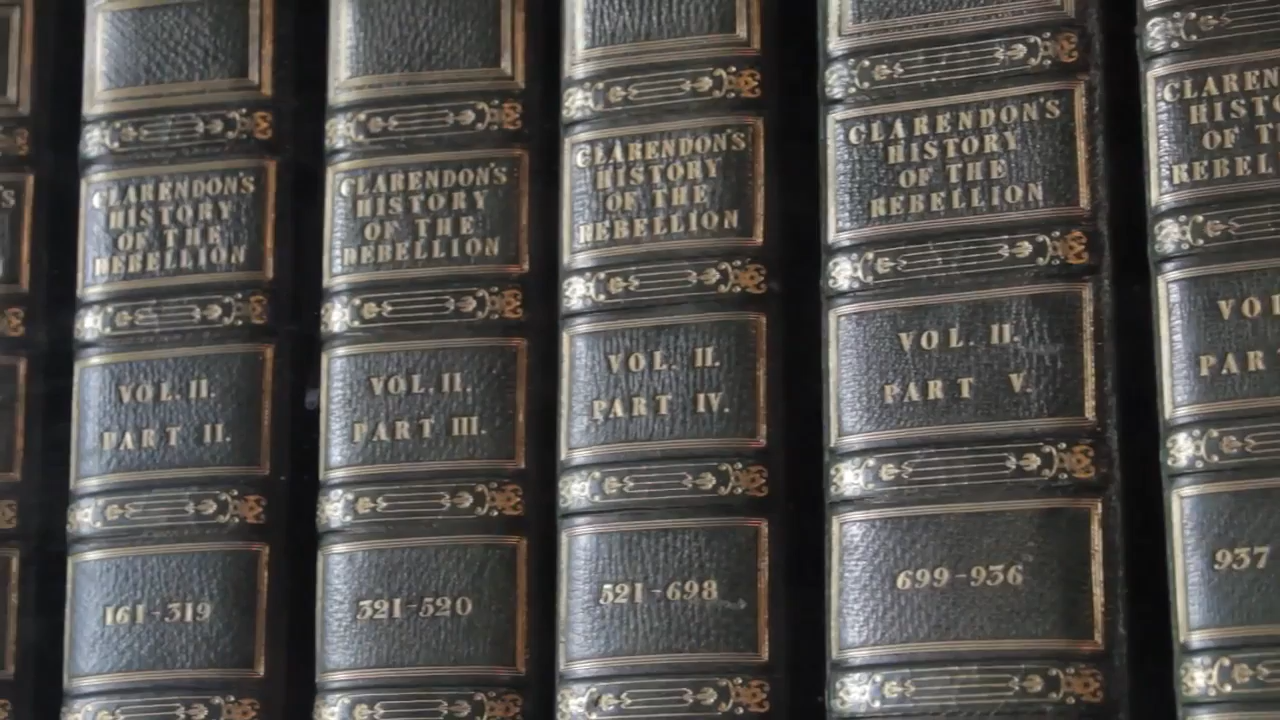 CLARENDON'S
HISTORY
OF THE
REBELLION
VOL. II.
PART II.
161-319
CLARENDON'S
HISTORY
OF THE
REBELLION
VOL. II.
PART III.
321-520
CLARENDON'S
HISTORY
OF THE
REBELLION
VOL. II.
PART IV.
521-698
CLARENDON'S
HISTORY
OF THE
REBELLION
VOL. II.
PART V.
699-936
CLAREN
HISTO
OF T
REBEL
VOL
PAR
937